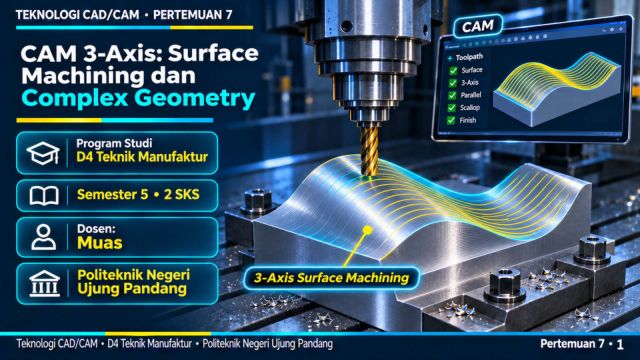 TEKNOLOGI CAD/CAM • PERTEMUAN 7
CAM 3-Axis: Surface
Machining dan
Complex Geometry
Program Studi
D4 Teknik Manufaktur
Semester 5 • 2 SKS
Dosen:
Muas
Politeknik Negeri
Ujung Pandang
CAM
Toolpath
Surface
3-Axis
Parallel
Scallop
Finish
3-Axis Surface Machining
Teknologi CAD/CAM • D4 Teknik Manufaktur • Politeknik Negeri Ujung Pandang
Pertemuan 7 • 1